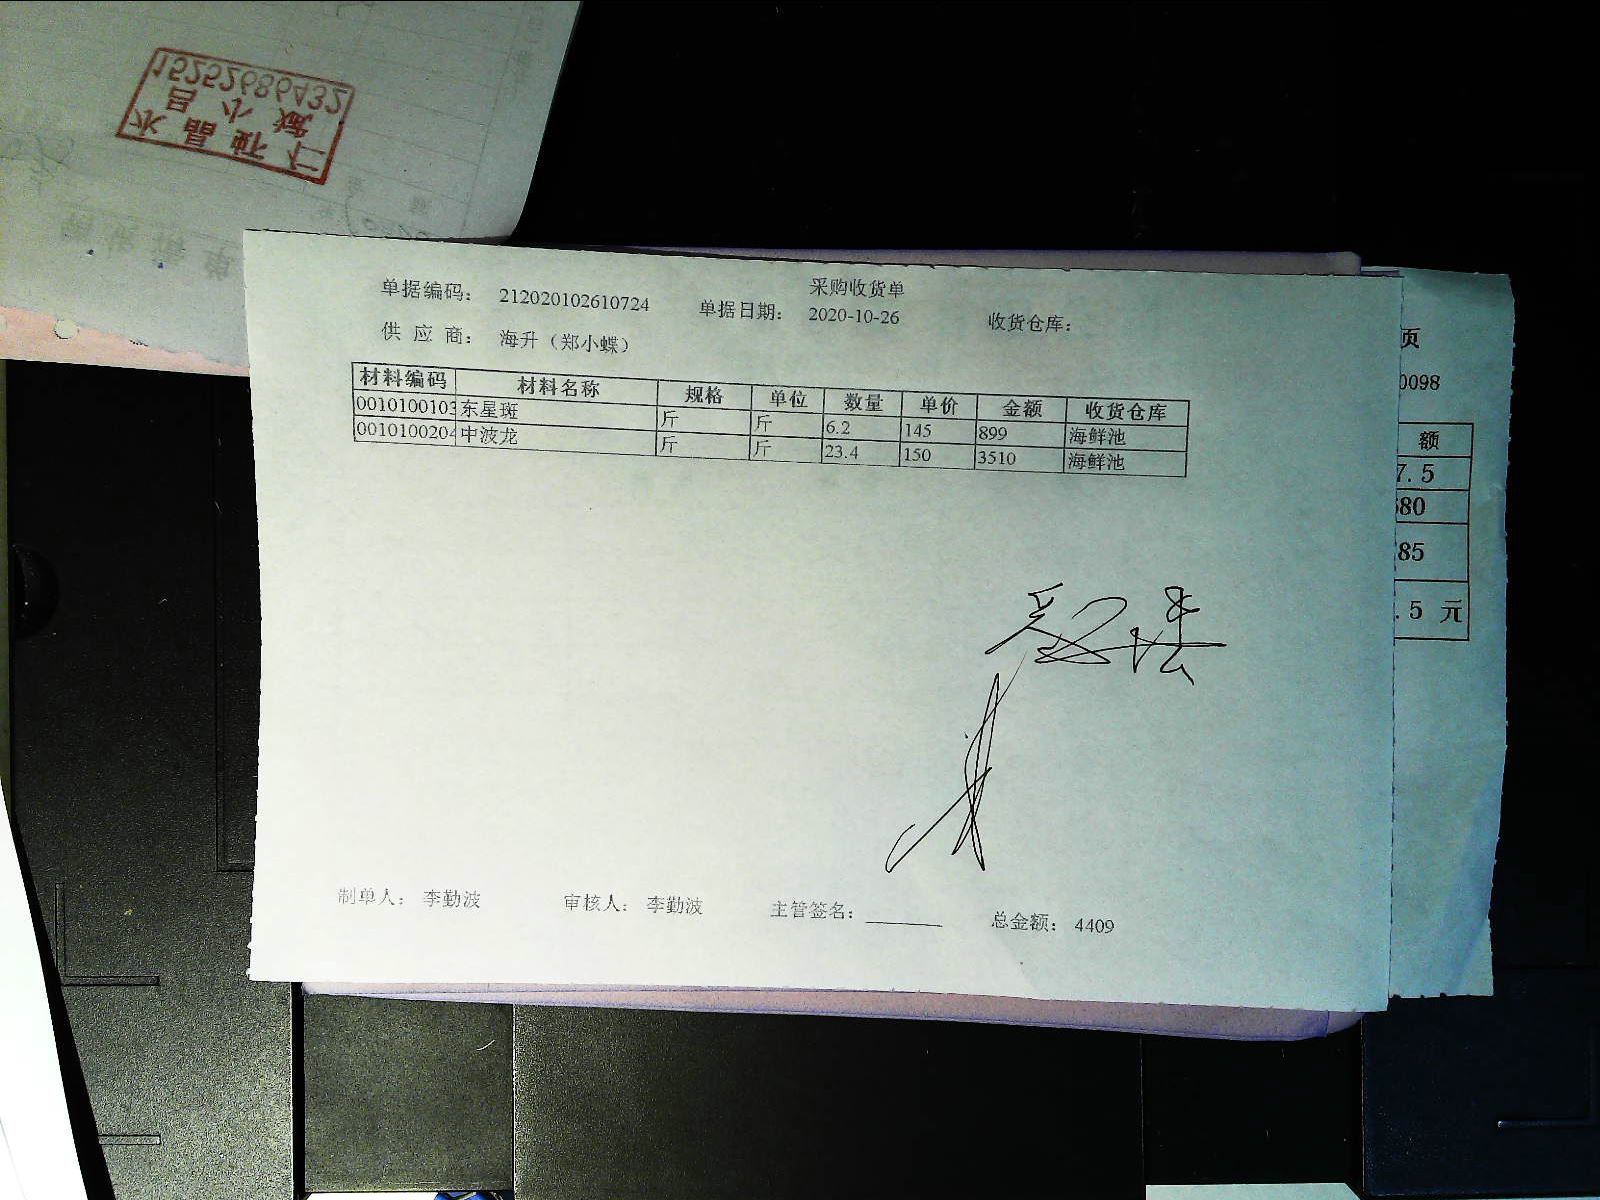 15252686432
采购收货单
单据编码： 212020102610724 单据日期： 2020-10-26 收货仓库：
供 应 商： 海升（郑小蝶）
材料编码 材料名称 规格 单位 数量 单价 金额 收货仓库
0010100103 东星斑 斤 斤 6.2 145 899 海鲜池
0010100204 中波龙 斤 斤 23.4 150 3510 海鲜池
制单人： 李勤波 审核人： 李勤波 主管签名： 总金额： 4409
页
0098
额
7.5
80
85
.5 元